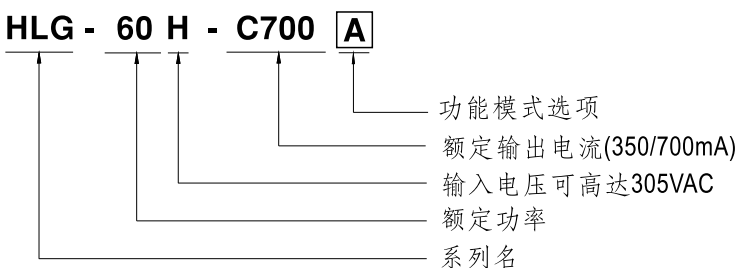 HLG - 60 H - C700 A
功能模式选项
额定输出电流(350/700mA)
输入电压可高达305VAC
额定功率
系列名